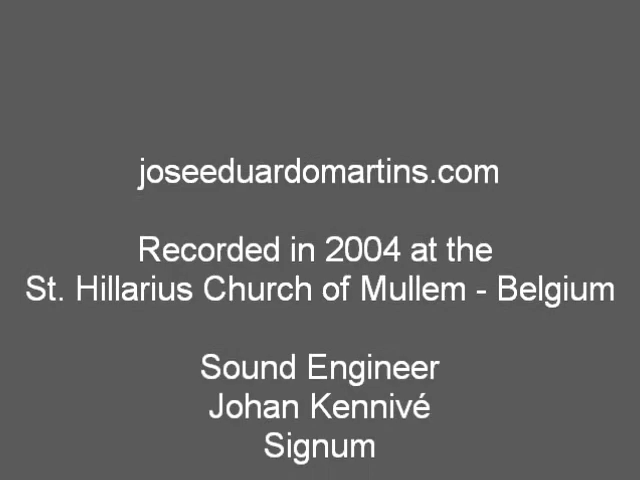 joseeduardomartins.com
Recorded in 2004 at the
St. Hillarius Church of Mullem - Belgium
Sound Engineer
Johan Kennivé
Signum